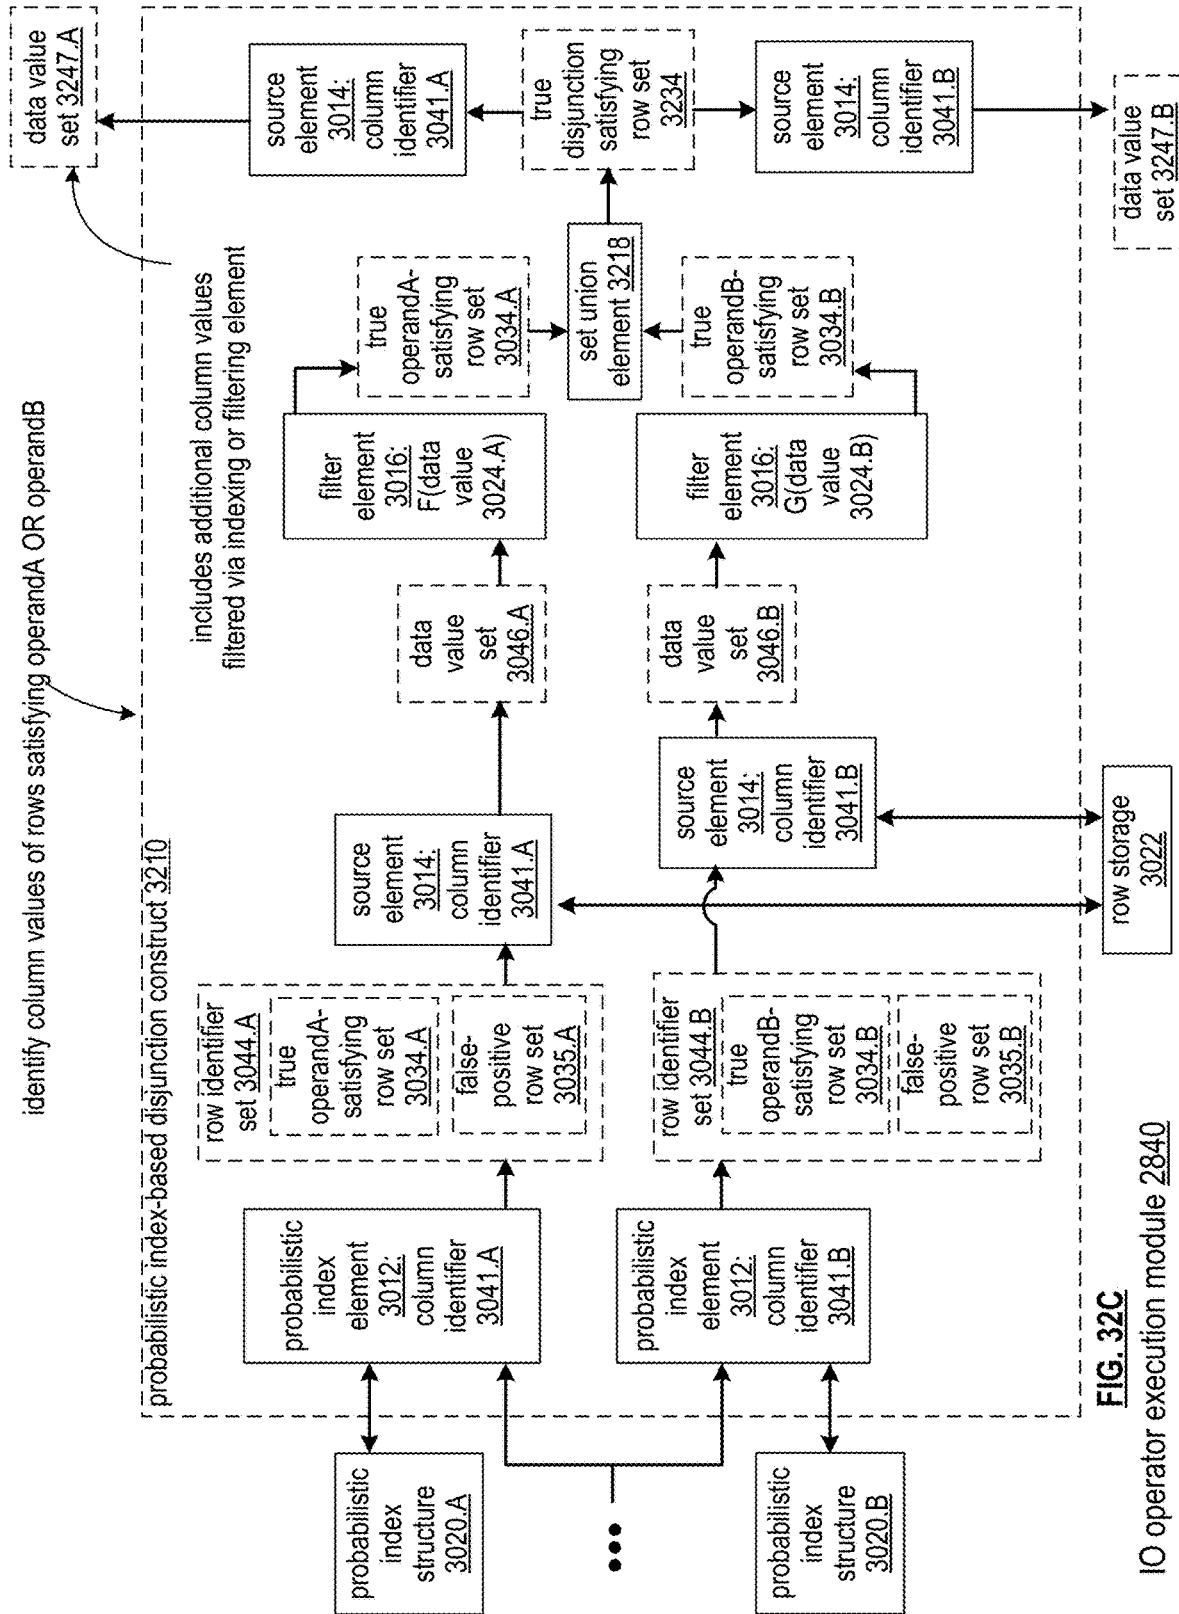 identify column values of rows satisfying operandA OR operandB
probabilistic index-based disjunction construct 3210
includes additional column values
filtered via indexing or filtering element
data value
set 3247.A
probabilistic
index
structure
3020.A
probabilistic
index
element
3012:
column
identifier
3041.A
row identifier
set 3044.A
true
operandA-
satisfying
row set
3034.A
false-
positive
row set
3035.A
source
element
3014:
column
identifier
3041.A
data
value
set
3046.A
filter
element
3016:
F(data
value
3024.A)
true
operandA-
satisfying
row set
3034.A
set union
element 3218
source
element
3014:
column
identifier
3041.A
true
disjunction
satisfying
row set
3234
source
element
3014:
column
identifier
3041.B
data value
set 3247.B
probabilistic
index
structure
3020.B
probabilistic
index
element
3012:
column
identifier
3041.B
row identifier
set 3044.B
true
operandB-
satisfying
row set
3034.B
false-
positive
row set
3035.B
source
element
3014:
column
identifier
3041.B
data
value
set
3046.B
filter
element
3016:
G(data
value
3024.B)
true
operandB-
satisfying
row set
3034.B
row storage
3022
FIG. 32C
IO operator execution module 2840